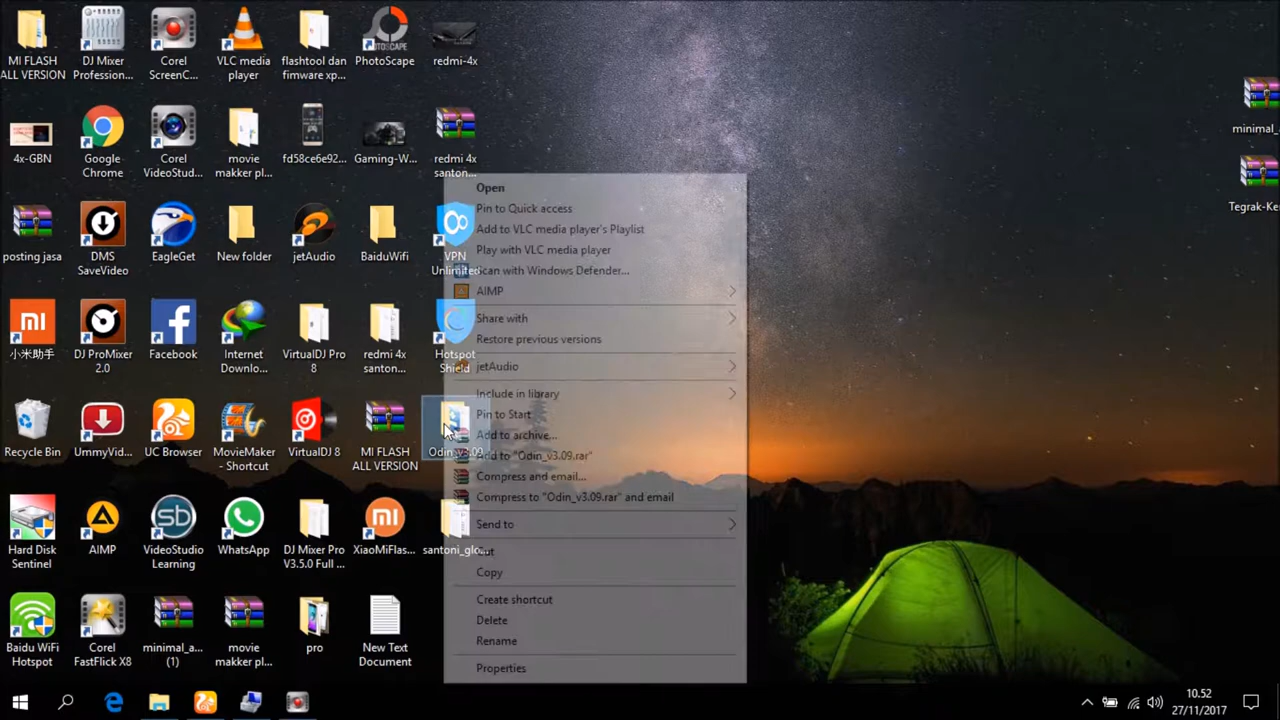 MI FLASH
ALL VERSION
DJ Mixer
Profession...
Corel
ScreenC...
VLC media
player
flashtool dan
fimware xp...
PhotoScape
PHOTOSCAPE
redmi-4x
4x-GBN
Google
Chrome
Corel
VideoStud...
movie
makker pl...
fd58ce6e92...
Gaming-W...
redmi 4x
santon...
minimal_
posting jasa
DMS
SaveVideo
EagleGet
New folder
jetAudio
BaiduWifi
VPN
Unlimited
Tegrak-Ke
小米助手
DJ ProMixer
2.0
Facebook
Internet
Downlo...
VirtualDJ Pro
8
redmi 4x
santon...
Hotspot
Shield
Recycle Bin
UmmyVid...
UC Browser
MovieMaker
- Shortcut
VirtualDJ 8
MI FLASH
ALL VERSION
Odin_v3.09
Hard Disk
Sentinel
AIMP
VideoStudio
Learning
WhatsApp
DJ Mixer Pro
V3.5.0 Full ...
XiaoMiFlas...
santoni_glo...
Baidu WiFi
Hotspot
Corel
FastFlick X8
minimal_a...
(1)
movie
makker pl...
pro
New Text
Document
Open
Pin to Quick access
Add to VLC media player's Playlist
Play with VLC media player
Scan with Windows Defender...
AIMP
Share with
Restore previous versions
jetAudio
Include in library
Pin to Start
Add to archive...
Add to "Odin_v3.09.rar"
Compress and email...
Compress to "Odin_v3.09.rar" and email
Send to
Cut
Copy
Create shortcut
Delete
Rename
Properties
10.52
27/11/2017